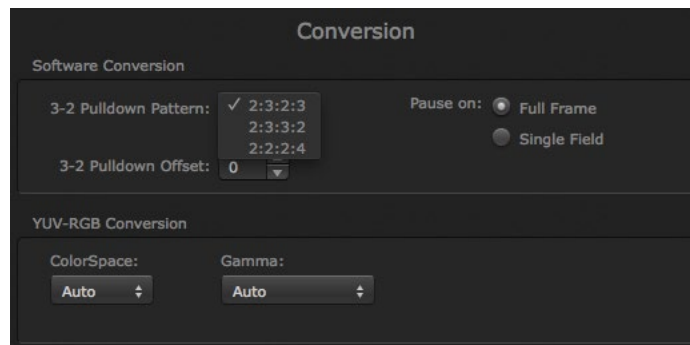 Conversion
Software Conversion
3-2 Pulldown Pattern: ✓ 2:3:2:3
2:3:3:2
2:2:2:4
Pause on: Full Frame
Single Field
3-2 Pulldown Offset: 0
YUV-RGB Conversion
ColorSpace: Gamma:
Auto Auto